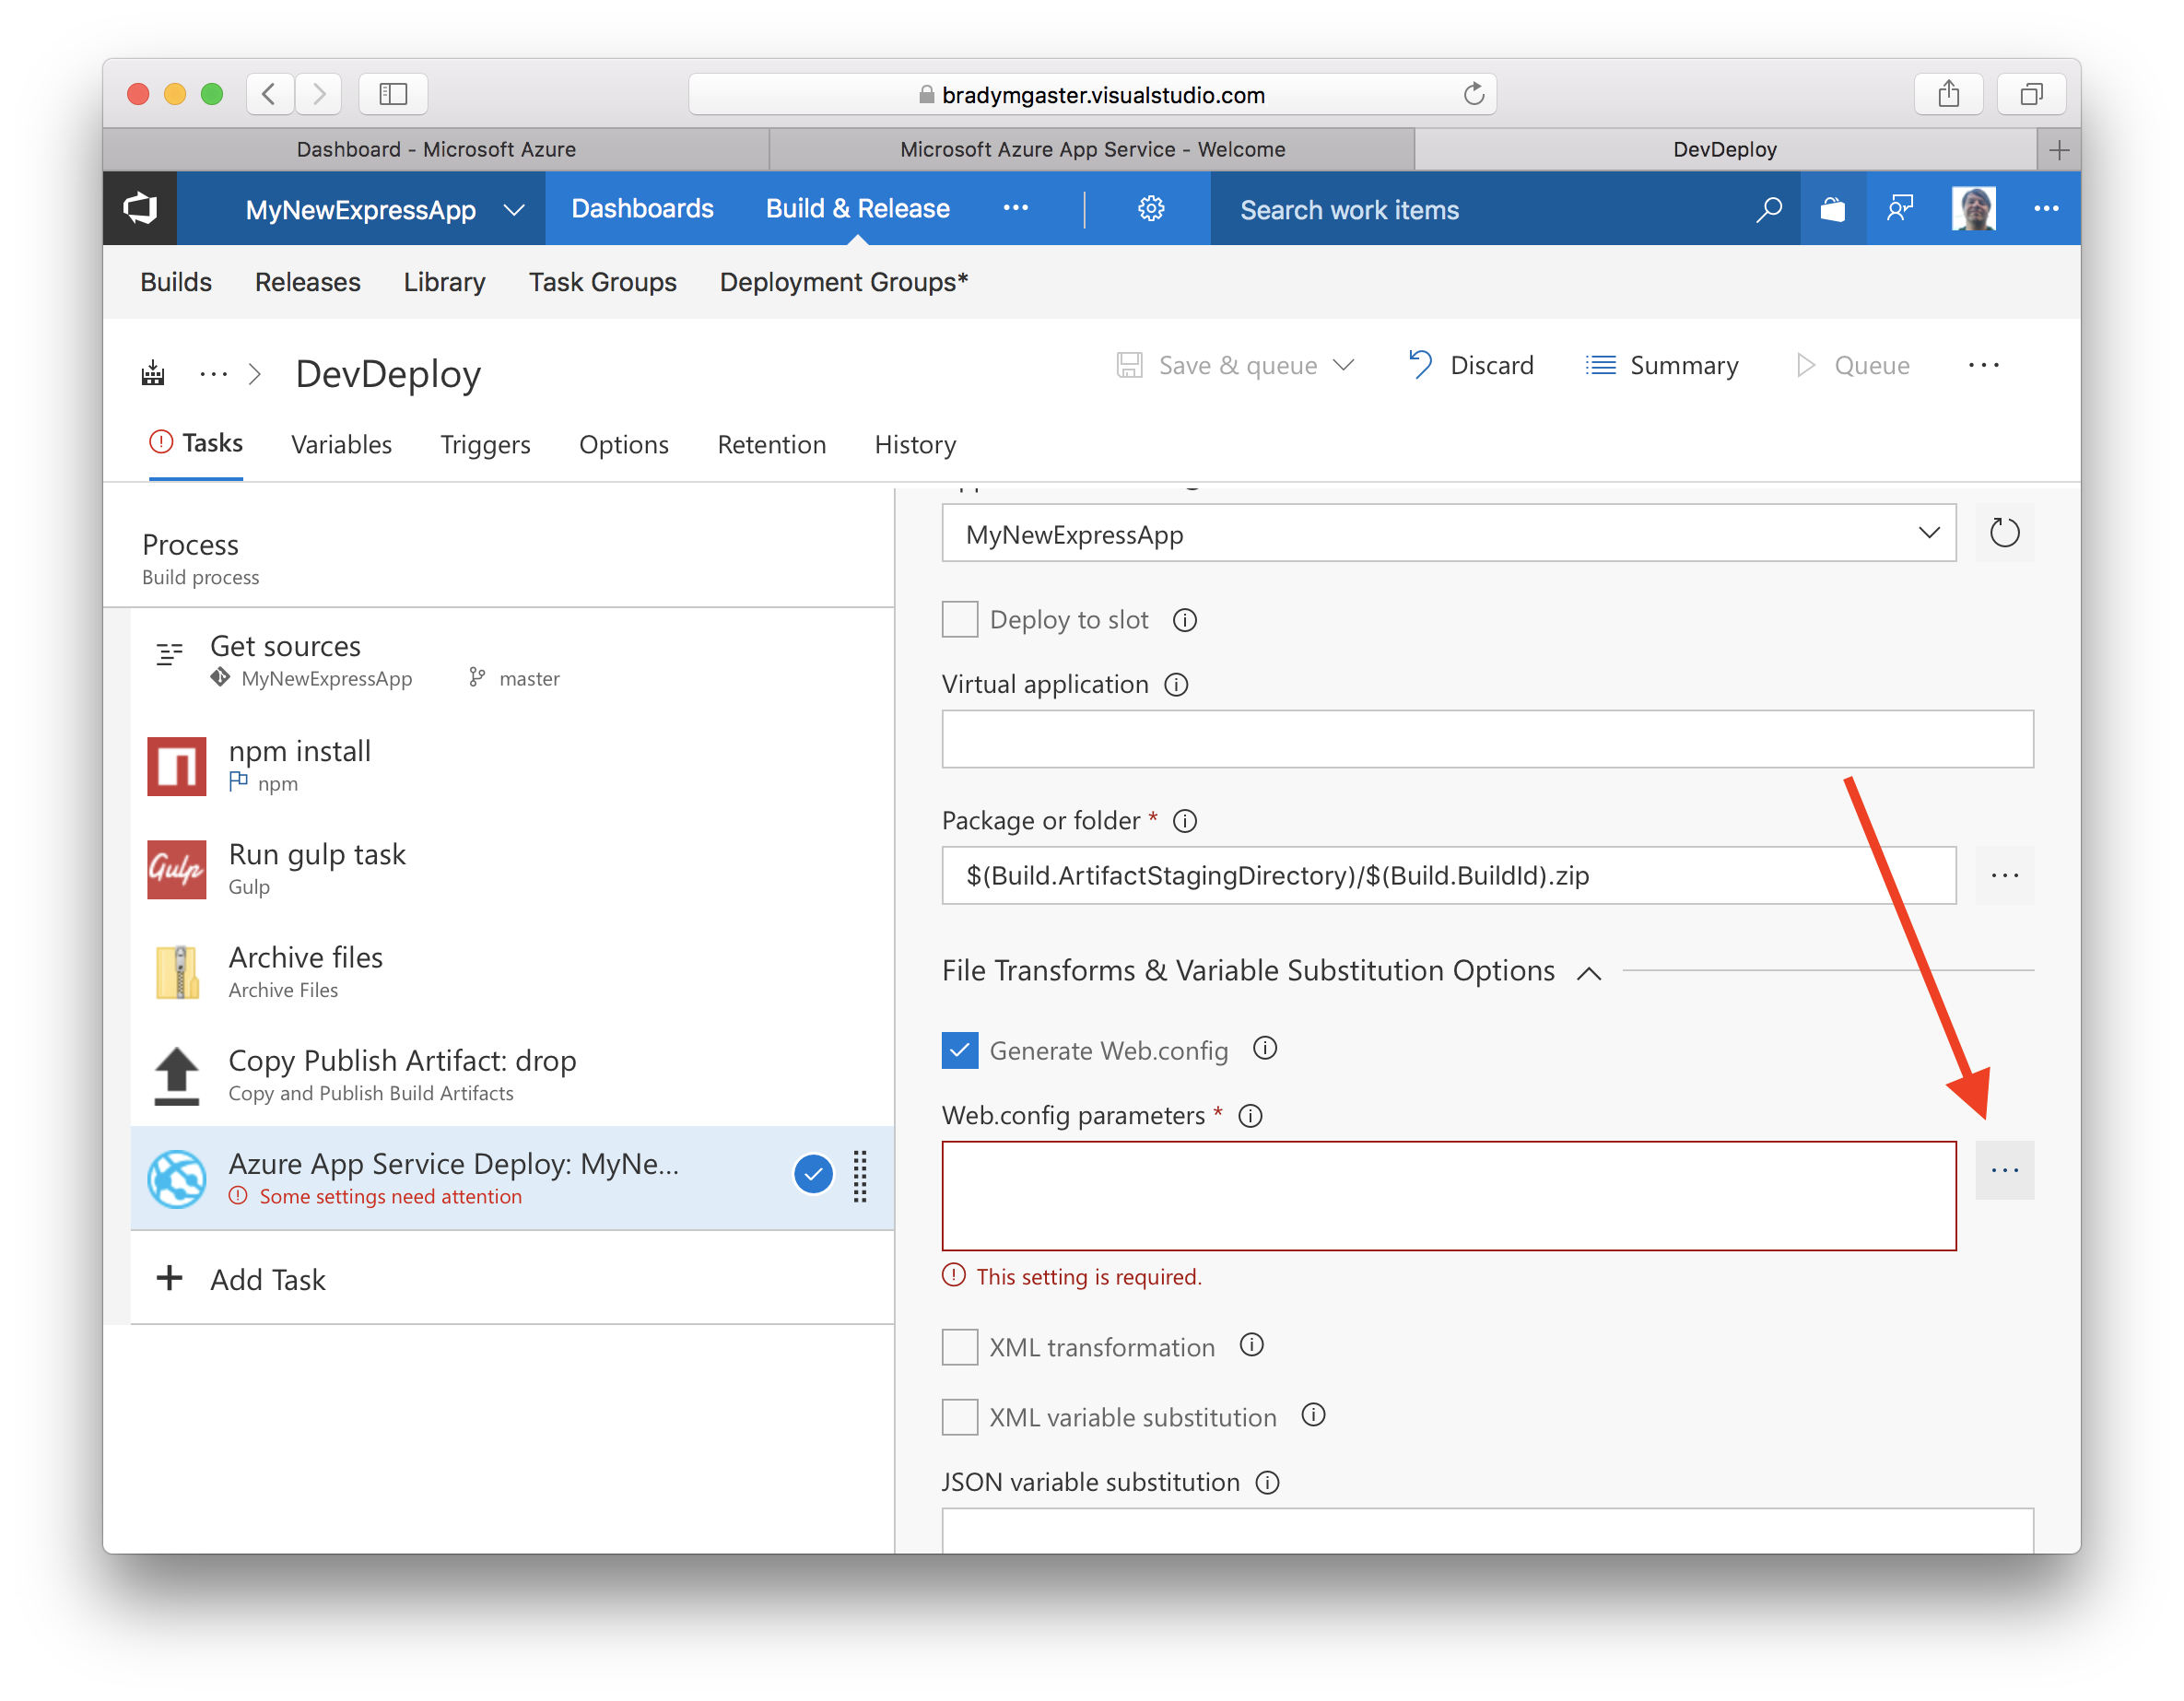 bradymgaster.visualstudio.com
Dashboard - Microsoft Azure
Microsoft Azure App Service - Welcome
DevDeploy
MyNewExpressApp
Dashboards
Build & Release
Search work items
Builds
Releases
Library
Task Groups
Deployment Groups*
DevDeploy
Save & queue
Discard
Summary
Queue
Tasks
Variables
Triggers
Options
Retention
History
Process
Build process
Get sources
MyNewExpressApp
master
npm install
npm
Run gulp task
Gulp
Gulp
Archive files
Archive Files
Copy Publish Artifact: drop
Copy and Publish Build Artifacts
Azure App Service Deploy: MyNe...
Some settings need attention
Add Task
MyNewExpressApp
Deploy to slot
Virtual application
Package or folder *
$(Build.ArtifactStagingDirectory)/$(Build.BuildId).zip
File Transforms & Variable Substitution Options
Generate Web.config
Web.config parameters *
This setting is required.
XML transformation
XML variable substitution
JSON variable substitution